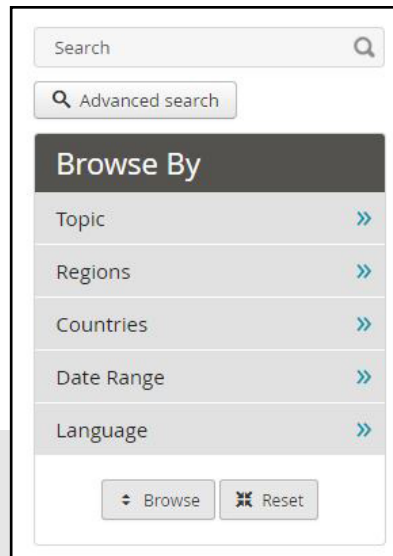 Search
Advanced search
Browse By
Topic
Regions
Countries
Date Range
Language
Browse Reset